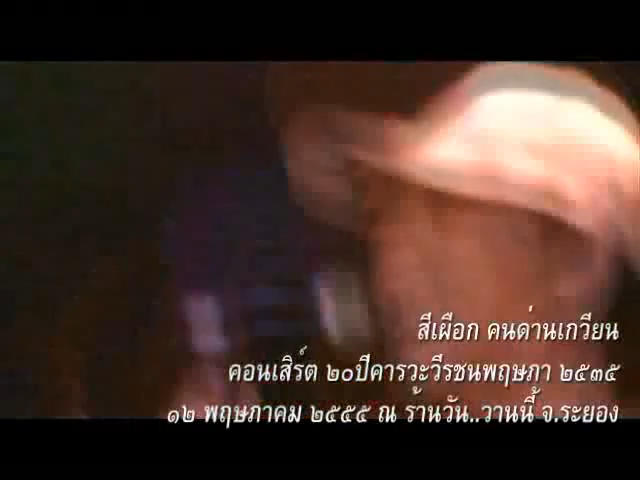 สีเผือก คนด่านเกวียน
คอนเสิร์ต ๒๐ปีคารวะวีรชนพฤษภา ๒๕๓๕
๑๒ พฤษภาคม ๒๕๕๕ ณ ร้านวัน..วานนี้ จ.ระยอง